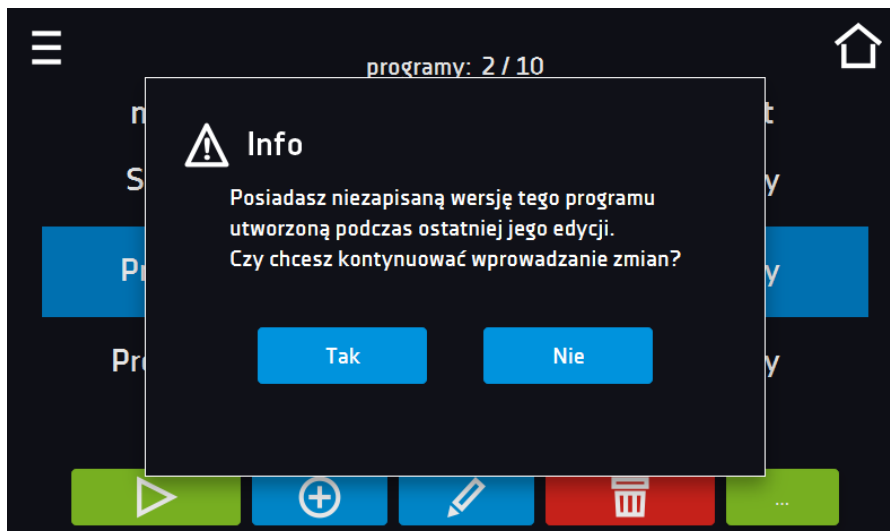 programy: 2 / 10
Info
Posiadasz niezapisaną wersję tego programu
utworzoną podczas ostatniej jego edycji.
Czy chcesz kontynuować wprowadzanie zmian?
Tak
Nie
...